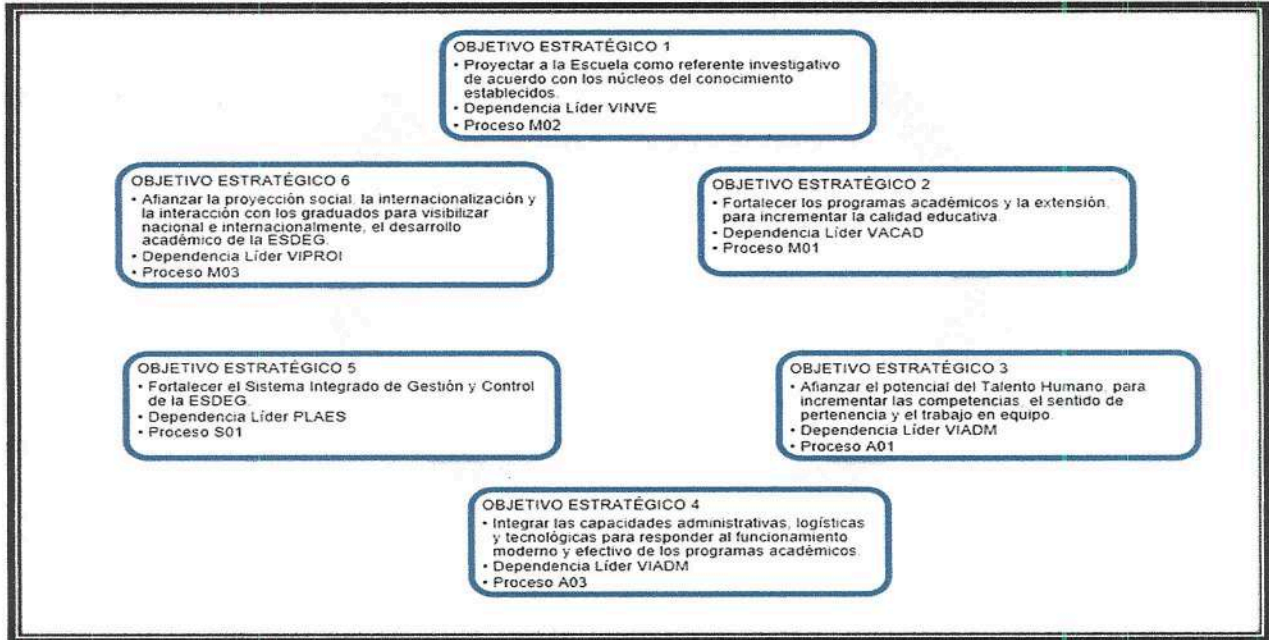 OBJETIVO ESTRATÉGICO 1
• Proyectar a la Escuela como referente investigativo
de acuerdo con los núcleos del conocimiento
establecidos.
• Dependencia Líder VINVE
• Proceso M02
OBJETIVO ESTRATÉGICO 6
• Afianzar la proyección social, la internacionalización y
la interacción con los graduados para visibilizar
nacional e internacionalmente, el desarrollo
académico de la ESDEG.
• Dependencia Líder VIPROI
• Proceso M03
OBJETIVO ESTRATÉGICO 2
• Fortalecer los programas académicos y la extensión,
para incrementar la calidad educativa.
• Dependencia Líder VACAD
• Proceso M01
OBJETIVO ESTRATÉGICO 5
• Fortalecer el Sistema Integrado de Gestión y Control
de la ESDEG.
• Dependencia Líder PLAES
• Proceso S01
OBJETIVO ESTRATÉGICO 3
• Afianzar el potencial del Talento Humano, para
incrementar las competencias, el sentido de
pertenencia y el trabajo en equipo.
• Dependencia Líder VIADM
• Proceso A01
OBJETIVO ESTRATÉGICO 4
• Integrar las capacidades administrativas, logísticas
y tecnológicas para responder al funcionamiento
moderno y efectivo de los programas académicos.
• Dependencia Líder VIADM
• Proceso A03